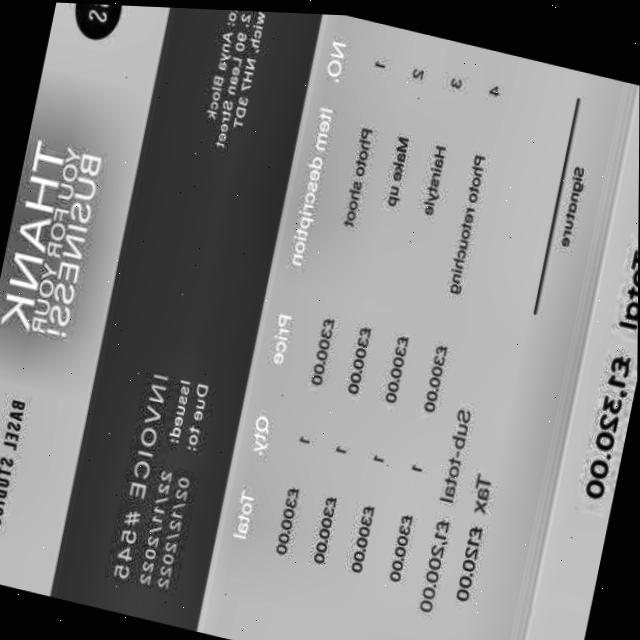 BASEL
THANK
YOU FOR YOUR
BUSINESS!
INVOICE #545
Issued: 22/11/2022
Due to: 02/12/2022
Anya Block
90 Lean Street
NH7 3DT
NO. Item description Price Qty. Total
1 Photo shoot £300.00 1 £300.00
2 Make up £300.00 1 £300.00
3 Hairstyle £300.00 1 £300.00
4 Photo retouching £300.00 1 £300.00
Sub-total £1,200.00
Tax £120.00
Signature
Total £1,320.00